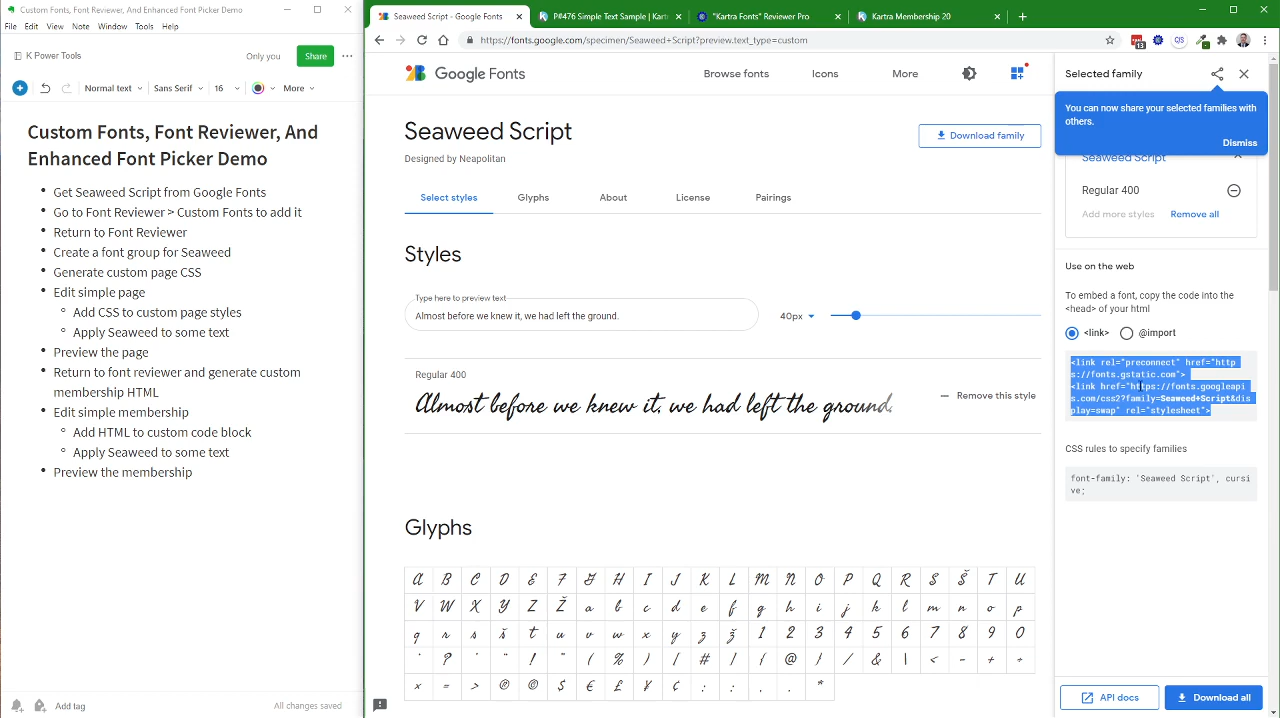 Custom Fonts, Font Reviewer, And Enhanced Font Picker Demo
File Edit View Note Window Tools Help
K Power Tools
Only you
Share
Normal text
Sans Serif
16
More
Custom Fonts, Font Reviewer, And
Enhanced Font Picker Demo
Get Seaweed Script from Google Fonts
Go to Font Reviewer > Custom Fonts to add it
Return to Font Reviewer
Create a font group for Seaweed
Generate custom page CSS
Edit simple page
Add CSS to custom page styles
Apply Seaweed to some text
Preview the page
Return to font reviewer and generate custom
membership HTML
Edit simple membership
Add HTML to custom code block
Apply Seaweed to some text
Preview the membership
Add tag
All changes saved
Seaweed Script - Google Fonts
P#476 Simple Text Sample | Kart
"Kartra Fonts" Reviewer Pro
Kartra Membership 20
https://fonts.google.com/specimen/Seaweed+Script?preview.text_type=custom
13
Google Fonts
Browse fonts
Icons
More
Seaweed Script
Designed by Neapolitan
Download family
Select styles
Glyphs
About
License
Pairings
Styles
Type here to preview text
Almost before we knew it, we had left the ground.
40px
Regular 400
Almost before we knew it, we had left the ground.
Remove this style
Glyphs
A B C D E F G H I J K L M N O P Q R S Š T U
V W X Y Z Ž a b c d e f g h i j k l m n o p
q r s š t u v w x y z ž 1 2 3 4 5 6 7 8 9 0
‘ ? ’ “ ! ” ( % ) [ # ] { @ } / & \ < - + ÷
x = > ® © $ € £ ¥ ¢ : ; , . *
Selected family
You can now share your selected families with
others.
Dismiss
Seaweed Script
Regular 400
Add more styles
Remove all
Use on the web
To embed a font, copy the code into the
<head> of your html
<link>
@import
<link rel="preconnect" href="http
s://fonts.gstatic.com">
<link href="https://fonts.googleapi
s.com/css2?family=Seaweed+Script&dis
play=swap" rel="stylesheet">
CSS rules to specify families
font-family: 'Seaweed Script', cursi
ve;
API docs
Download all